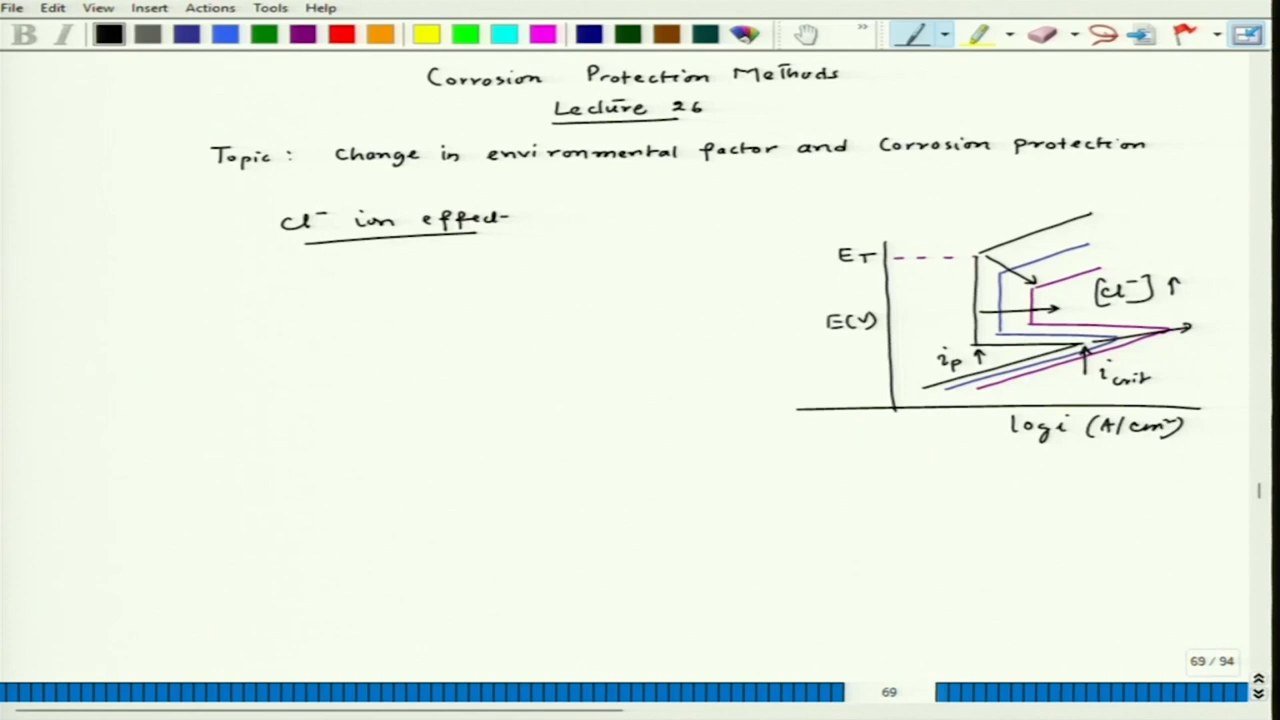 File Edit View Insert Actions Tools Help
B I
Corrosion Protection Methods
Lecture 26
Topic: Change in environmental factor and Corrosion protection
Cl⁻ ion effect
E_T
[Cl⁻] ↑
E(V)
i_p
i_crit
log i (A/cm²)
69 / 94
69